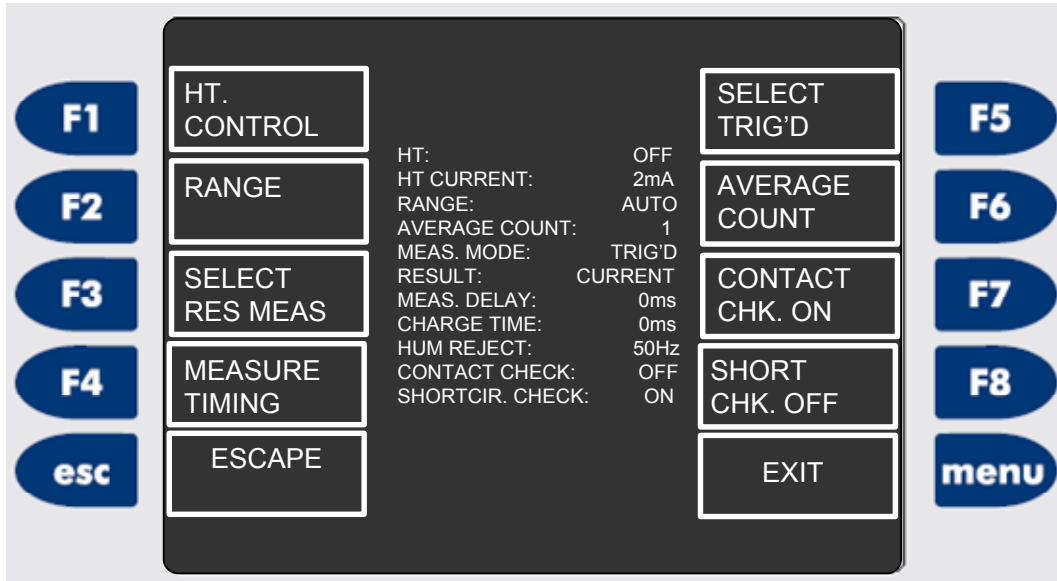 F1
HT.
CONTROL
F2
RANGE
F3
SELECT
RES MEAS
F4
MEASURE
TIMING
esc
ESCAPE
HT: OFF
HT CURRENT: 2mA
RANGE: AUTO
AVERAGE COUNT: 1
MEAS. MODE: TRIG'D
RESULT: CURRENT
MEAS. DELAY: 0ms
CHARGE TIME: 0ms
HUM REJECT: 50Hz
CONTACT CHECK: OFF
SHORTCIR. CHECK: ON
SELECT
TRIG'D
F5
AVERAGE
COUNT
F6
CONTACT
CHK. ON
F7
SHORT
CHK. OFF
F8
EXIT
menu